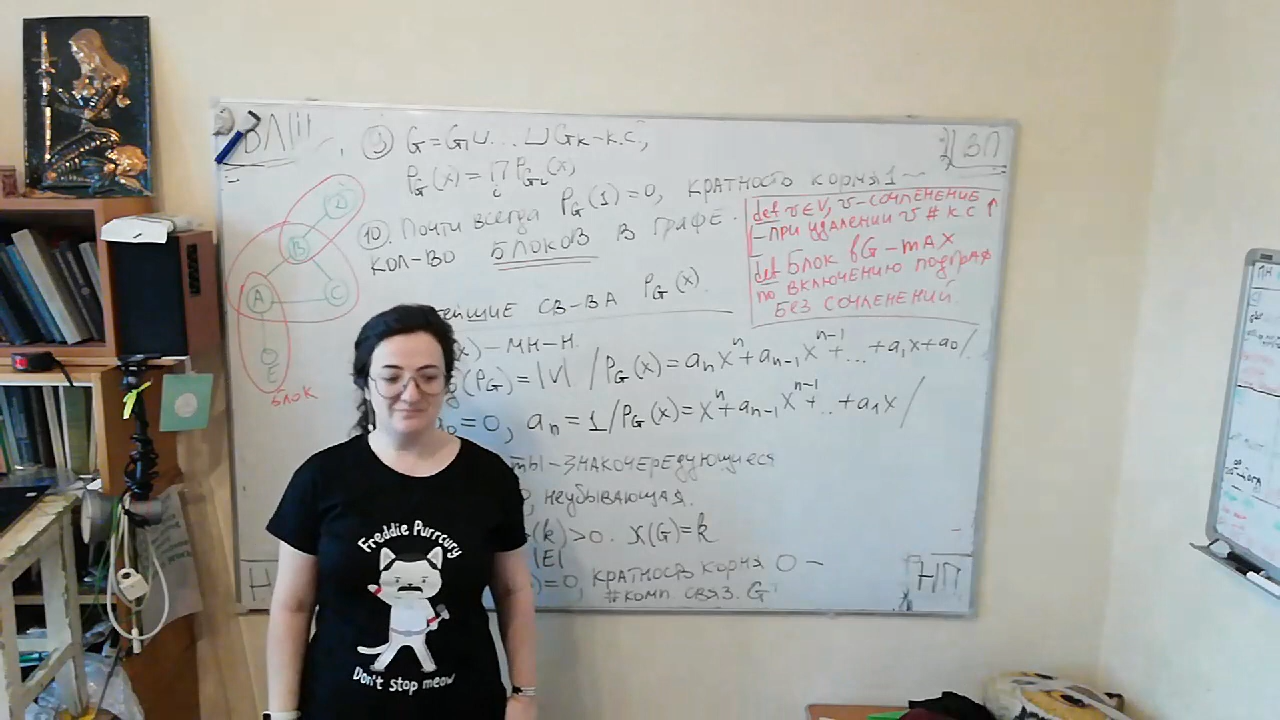 ВЛ
ЗП
③ G = G₁ ⊔ ... ⊔ Gₖ – к.с.,
P_G(x) = Π P_Gᵢ(x)
i
⑩. Почти всегда P_G(1) = 0, кратность корня 1 –
кол-во блоков в графе.
def v∈V, v – сочленение
– при удалении v # к с ↑
def Блок в G – max
по включению подграф
без сочленений
D
B
A
C
E
блок
ейшие св-ва P_G(x).
(x) – мн-н.
(P_G) = |V| / P_G(x) = aₙxⁿ + aₙ₋₁xⁿ⁻¹ + ... + a₁x + a₀ /
= 0, aₙ = 1 / P_G(x) = xⁿ + aₙ₋₁xⁿ⁻¹ + .. + a₁x /
ты – знакочередующиеся
неубывающая.
(k) > 0. χ(G) = k
|E|
) = 0, кратность корня 0 –
# комп. связ. G
НП
Н
Freddie Purrcury
Don't stop meow